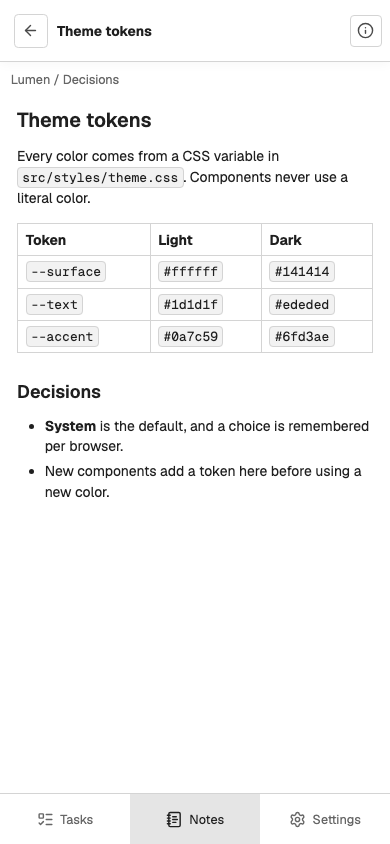 Theme tokens
Lumen / Decisions
Theme tokens
Every color comes from a CSS variable in
src/styles/theme.css. Components never use a
literal color.
Token Light Dark
--surface #ffffff #141414
--text #1d1d1f #ededed
--accent #0a7c59 #6fd3ae
Decisions
• System is the default, and a choice is remembered
per browser.
• New components add a token here before using a
new color.
Tasks Notes Settings